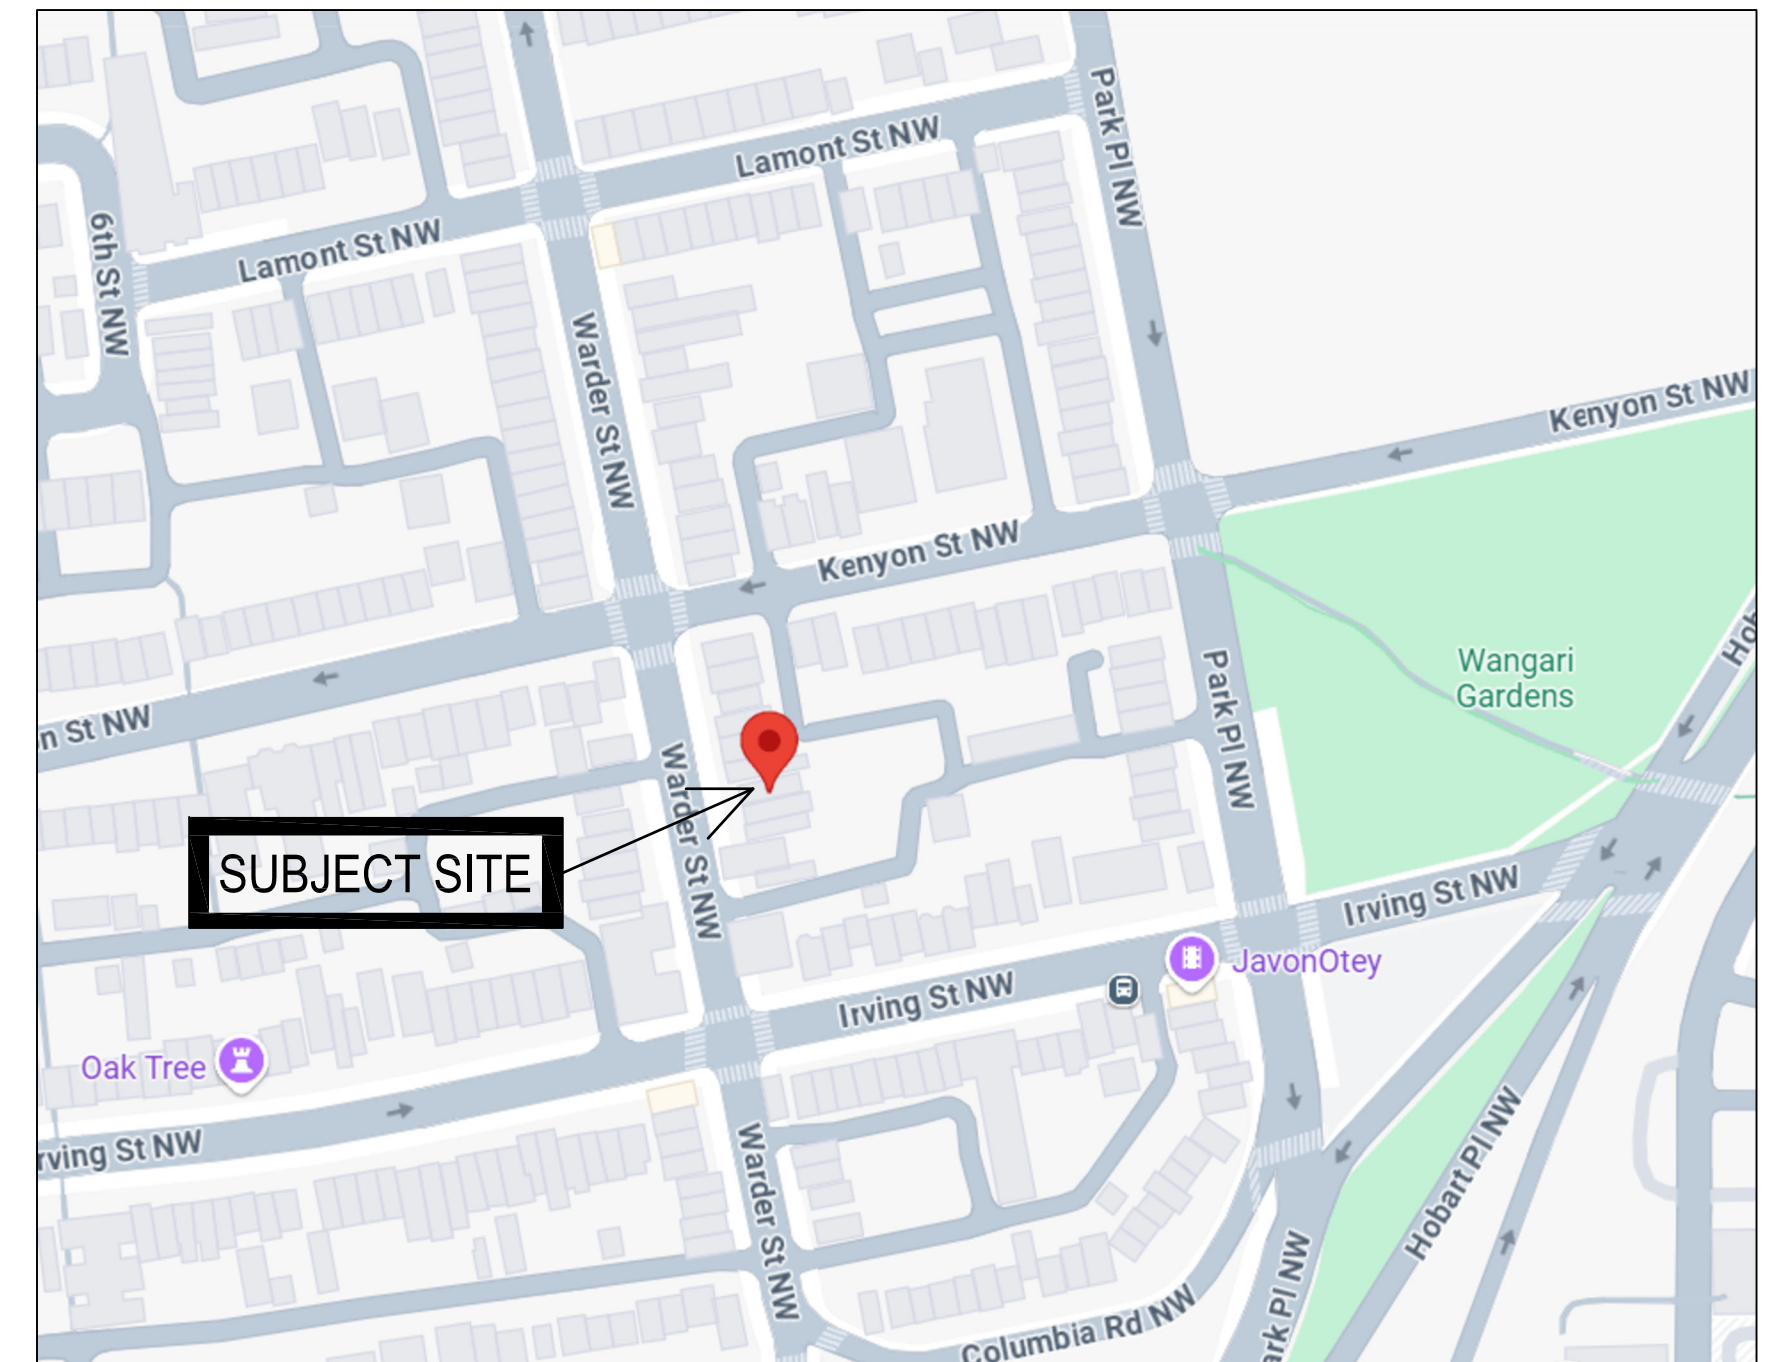 Park Pl NW
Lamont St NW
6th St NW
Lamont St NW
Warder St NW
Kenyon St NW
Kenyon St NW
Wangari
Gardens
Park Pl NW
n St NW
Warder St NW
SUBJECT SITE
Irving St NW
JavonOtey
Irving St NW
Oak Tree
rving St NW
Warder St NW
Hobart Pl NW
Columbia Rd NW
ark Pl NW
Hob